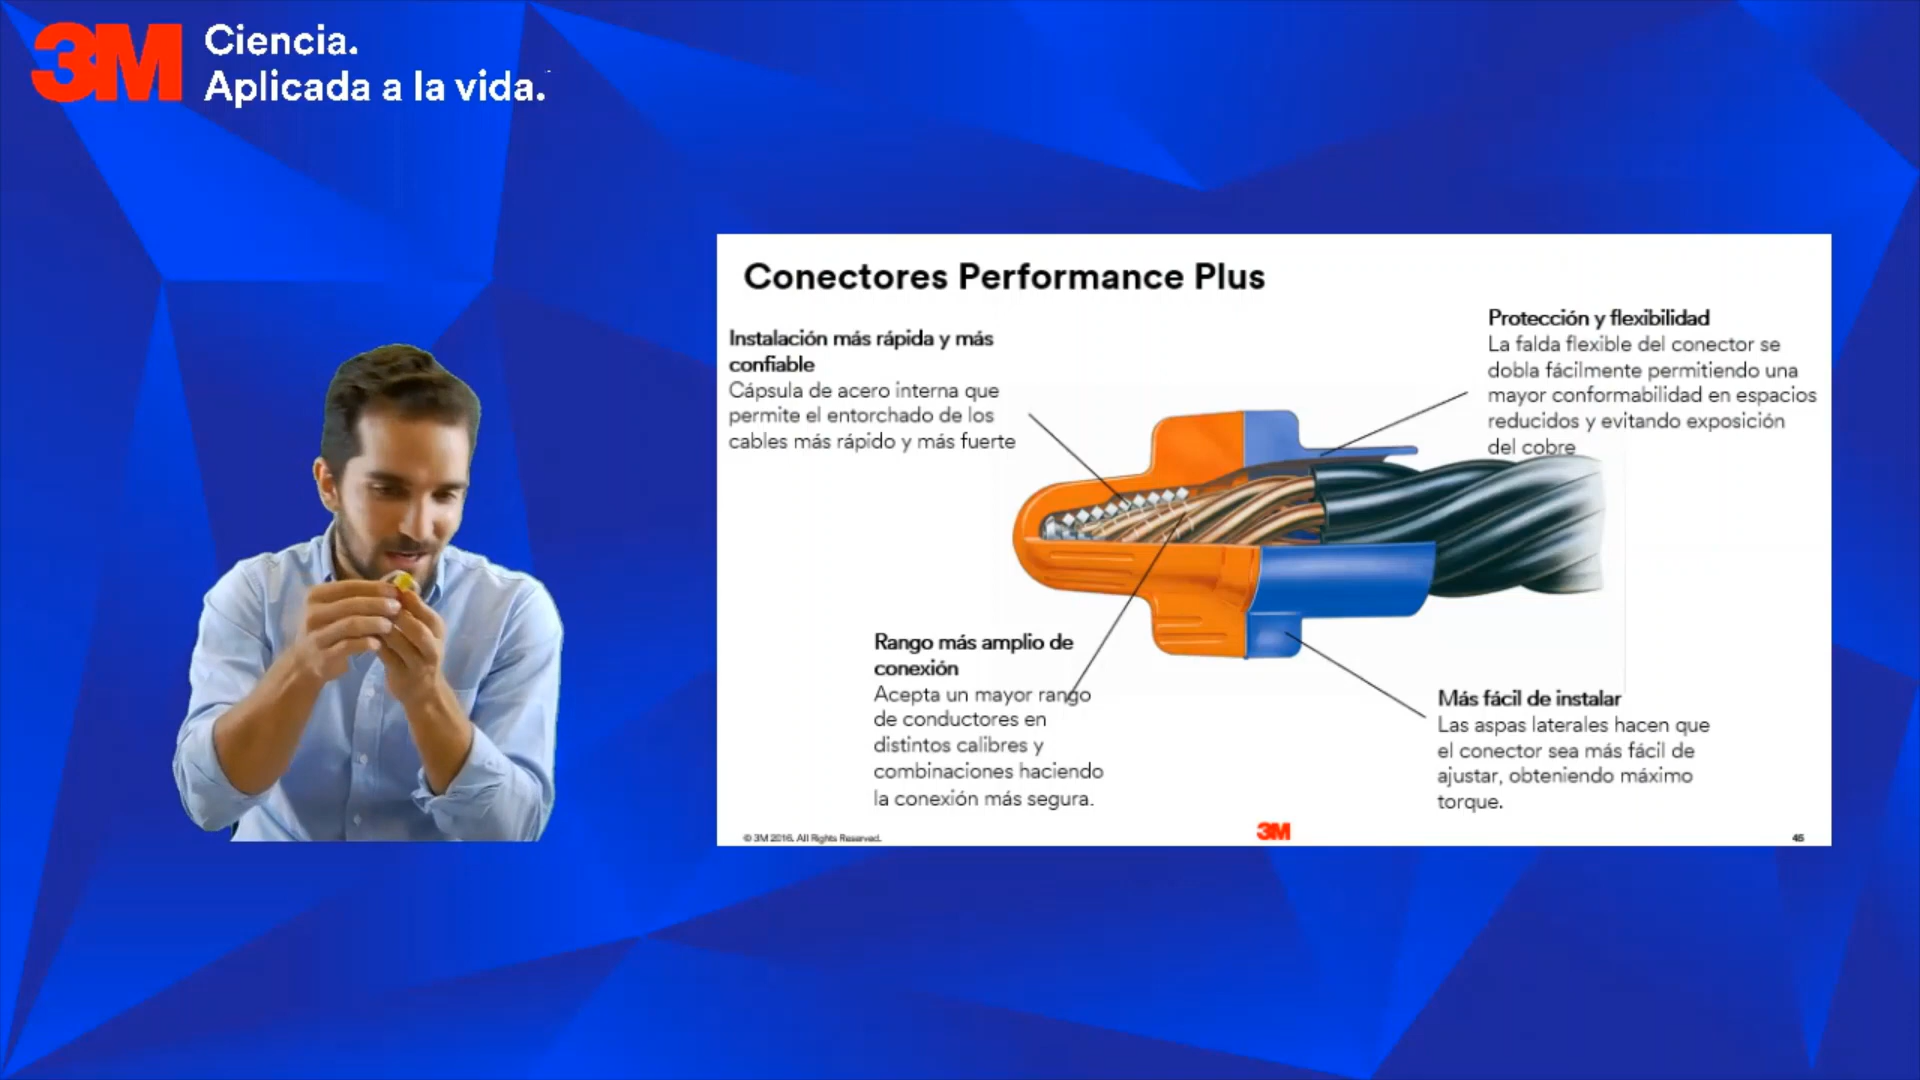 3M
Ciencia.
Aplicada a la vida.
Conectores Performance Plus
Instalación más rápida y más
confiable
Cápsula de acero interna que
permite el entorchado de los
cables más rápido y más fuerte
Protección y flexibilidad
La falda flexible del conector se
dobla fácilmente permitiendo una
mayor conformabilidad en espacios
reducidos y evitando exposición
del cobre
Rango más amplio de
conexión
Acepta un mayor rango
de conductores en
distintos calibres y
combinaciones haciendo
la conexión más segura.
Más fácil de instalar
Las aspas laterales hacen que
el conector sea más fácil de
ajustar, obteniendo máximo
torque.
© 3M 2016. All Rights Reserved.
3M
46